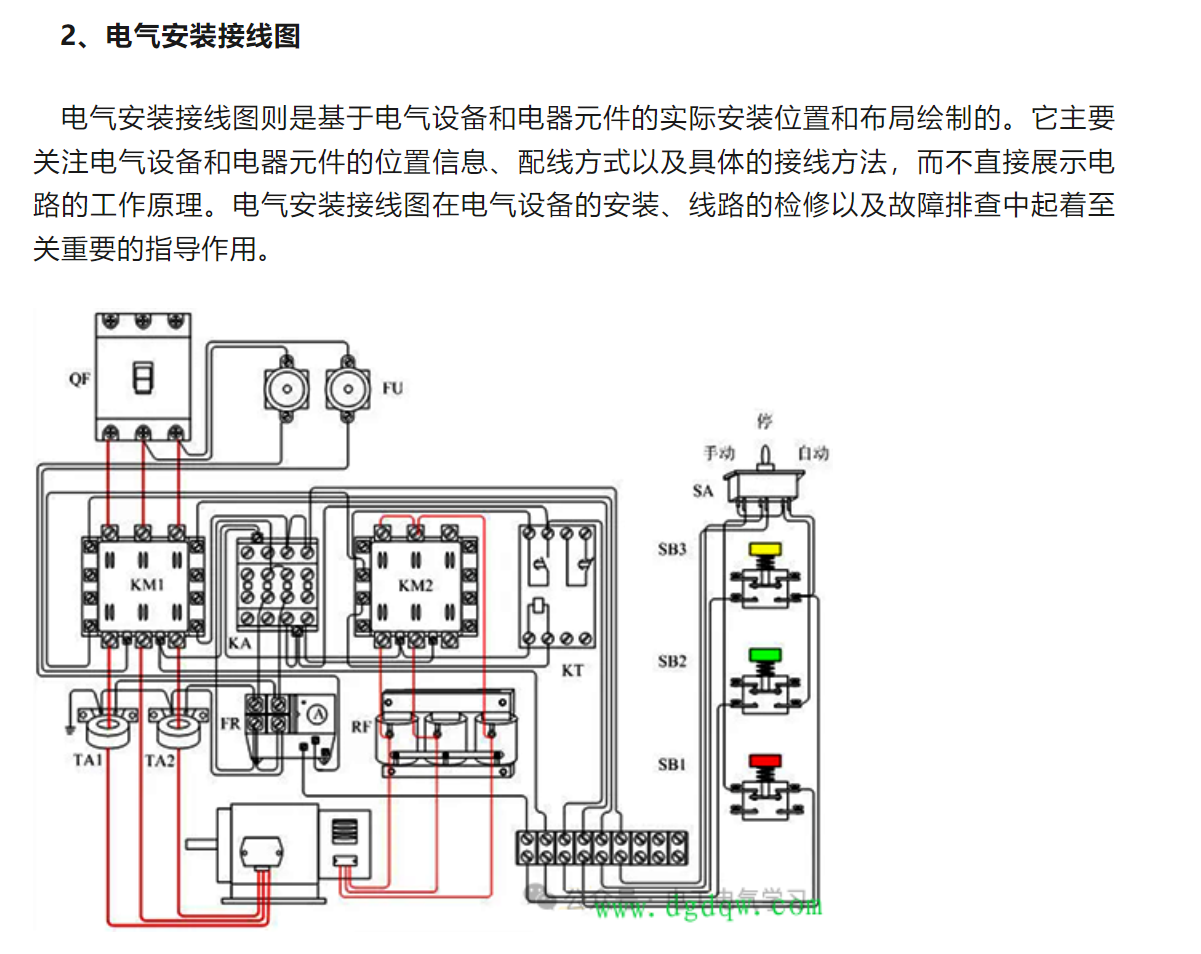 2、电气安装接线图
电气安装接线图则是基于电气设备和电器元件的实际安装位置和布局绘制的。它主要
关注电气设备和电器元件的位置信息、配线方式以及具体的接线方法，而不直接展示电
路的工作原理。电气安装接线图在电气设备的安装、线路的检修以及故障排查中起着至
关重要的指导作用。
QF
FU
停
手动
自动
SA
SB3
KM1
KM2
KA
KT
SB2
FR
A
RF
TA1
TA2
SB1
公众号
电气学习
www.dgdqw.com